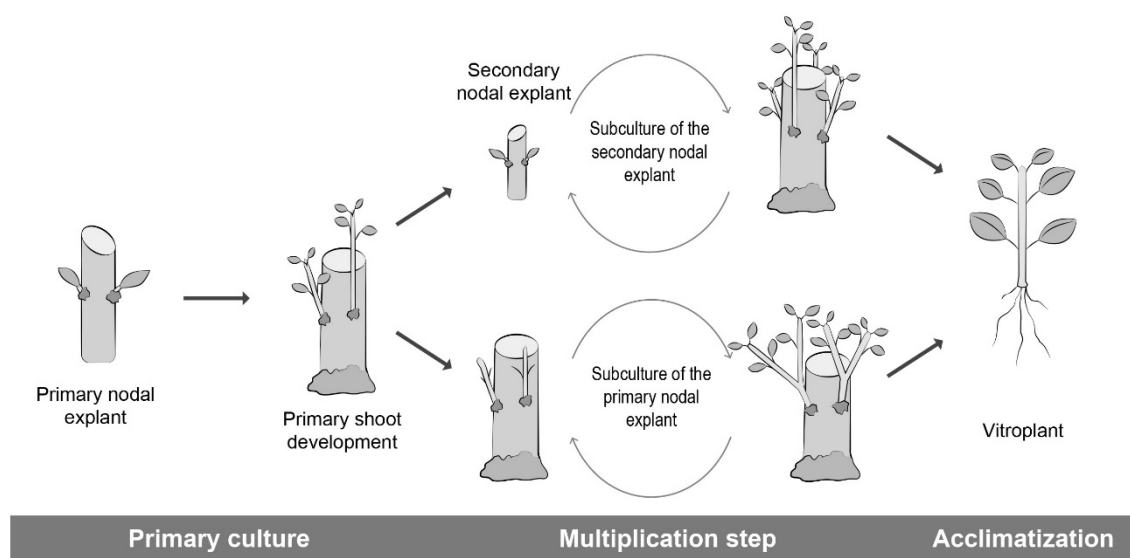 Secondary
nodal explant
Subculture of the
secondary nodal
explant
Primary nodal
explant
Primary shoot
development
Subculture of the
primary nodal
explant
Vitroplant
Primary culture
Multiplication step
Acclimatization